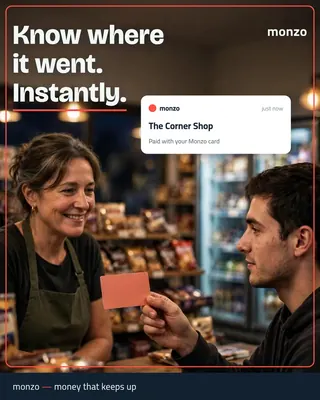 Know where
it went.
Instantly.
monzo
monzo just now
The Corner Shop
Paid with your Monzo card
monzo — money that keeps up